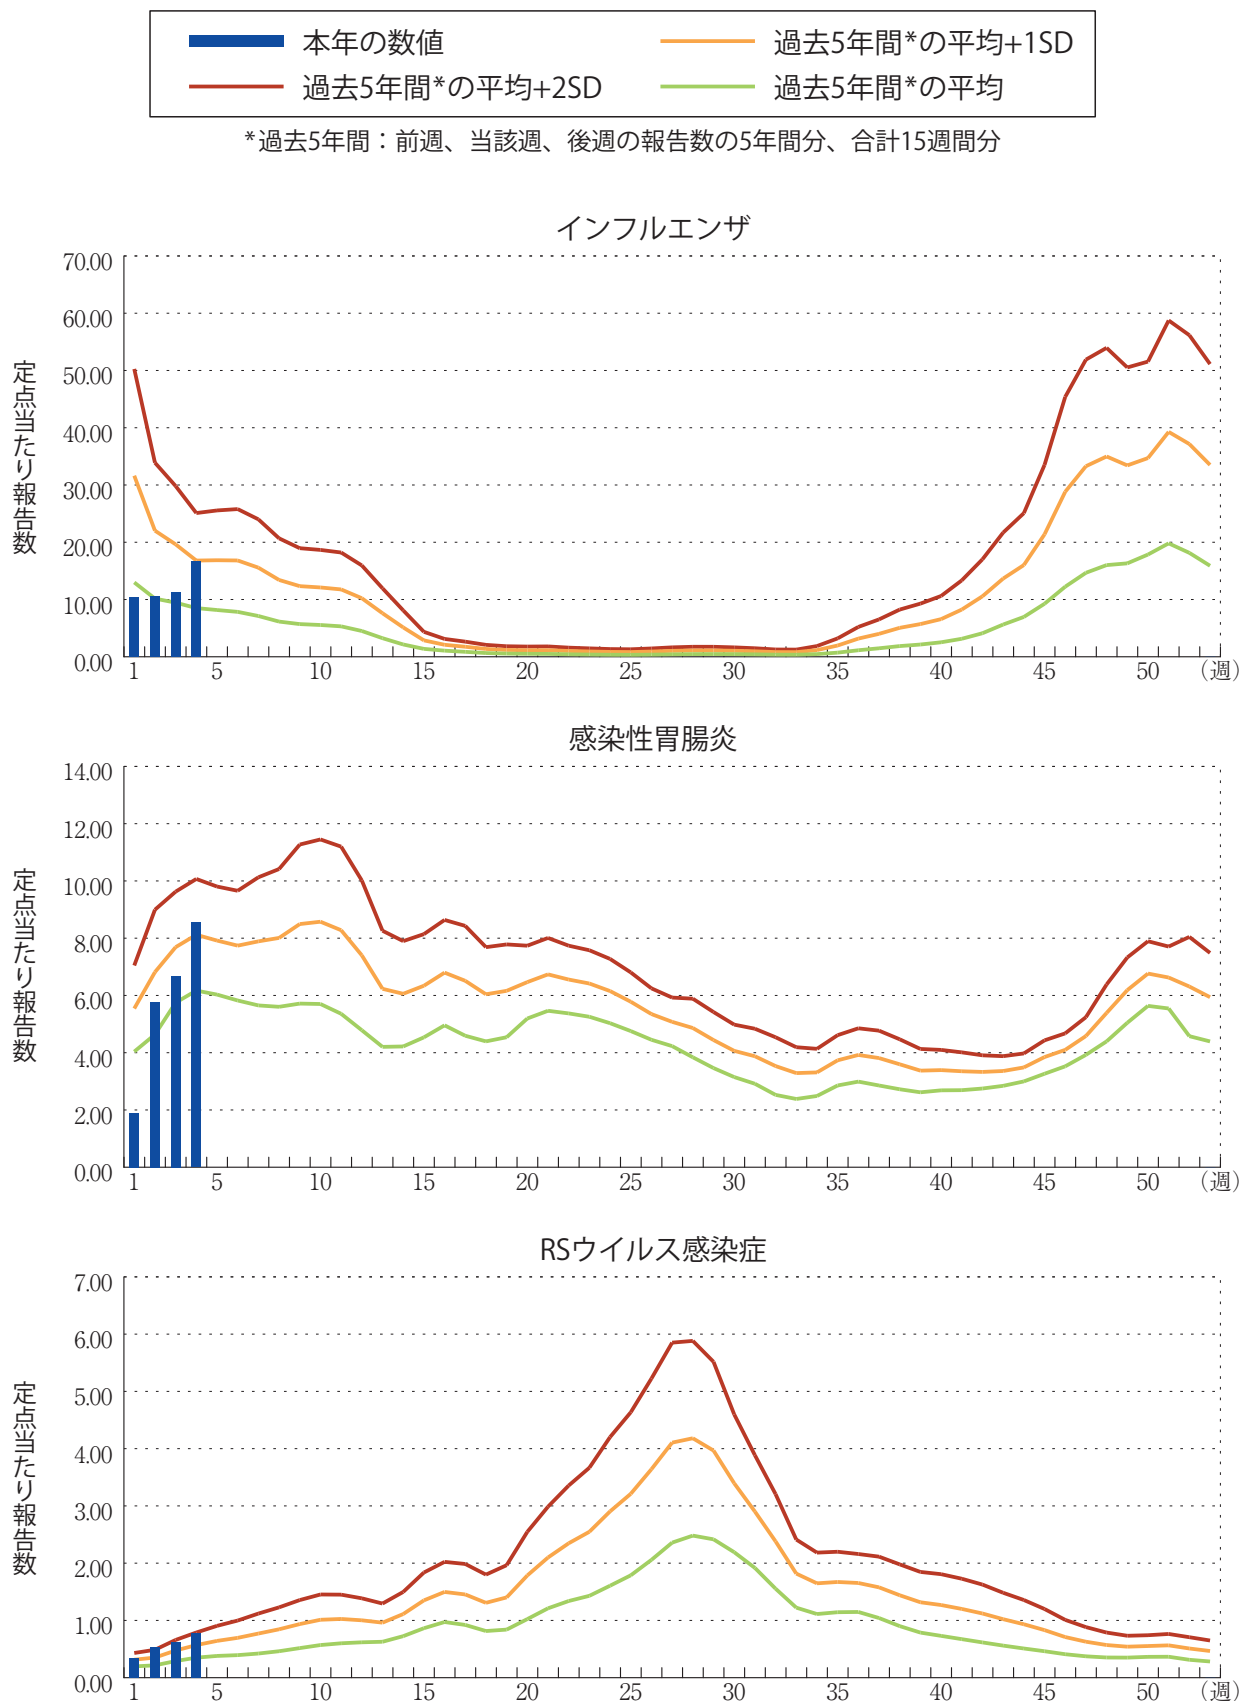 本年の数値 過去5年間*の平均+1SD
過去5年間*の平均+2SD 過去5年間*の平均
*過去5年間：前週、当該週、後週の報告数の5年間分、合計15週間分
インフルエンザ
定点当たり報告数
70.00
60.00
50.00
40.00
30.00
20.00
10.00
0.00
1 5 10 15 20 25 30 35 40 45 50 (週)
感染性胃腸炎
定点当たり報告数
14.00
12.00
10.00
8.00
6.00
4.00
2.00
0.00
1 5 10 15 20 25 30 35 40 45 50 (週)
RSウイルス感染症
定点当たり報告数
7.00
6.00
5.00
4.00
3.00
2.00
1.00
0.00
1 5 10 15 20 25 30 35 40 45 50 (週)